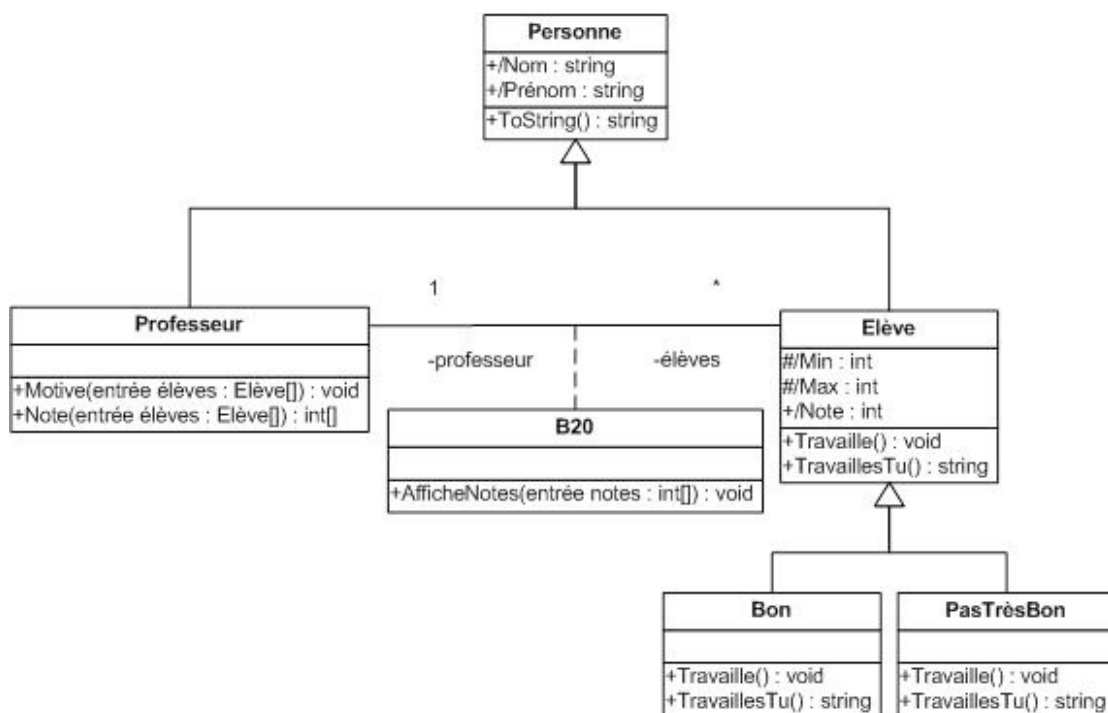 Personne
+/Nom : string
+/Prénom : string
+ToString() : string
1
*
Professeur
+Motive(entrée élèves : Elève[]) : void
+Note(entrée élèves : Elève[]) : int[]
-professeur
-élèves
Elève
#/Min : int
#/Max : int
+/Note : int
+Travaille() : void
+TravaillesTu() : string
B20
+AfficheNotes(entrée notes : int[]) : void
Bon
+Travaille() : void
+TravaillesTu() : string
PasTrèsBon
+Travaille() : void
+TravaillesTu() : string